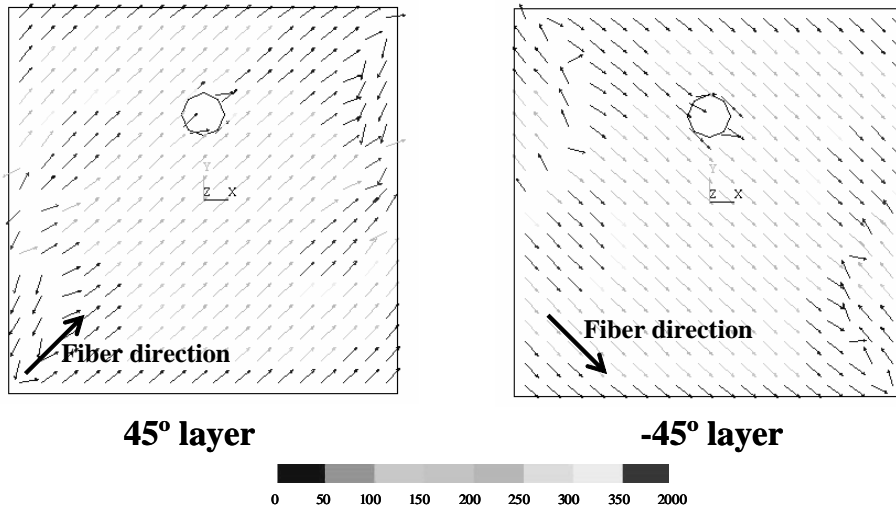 Y
Z X
Y
Z X
Fiber direction
Fiber direction
45º layer
-45º layer
0 50 100 150 200 250 300 350 2000